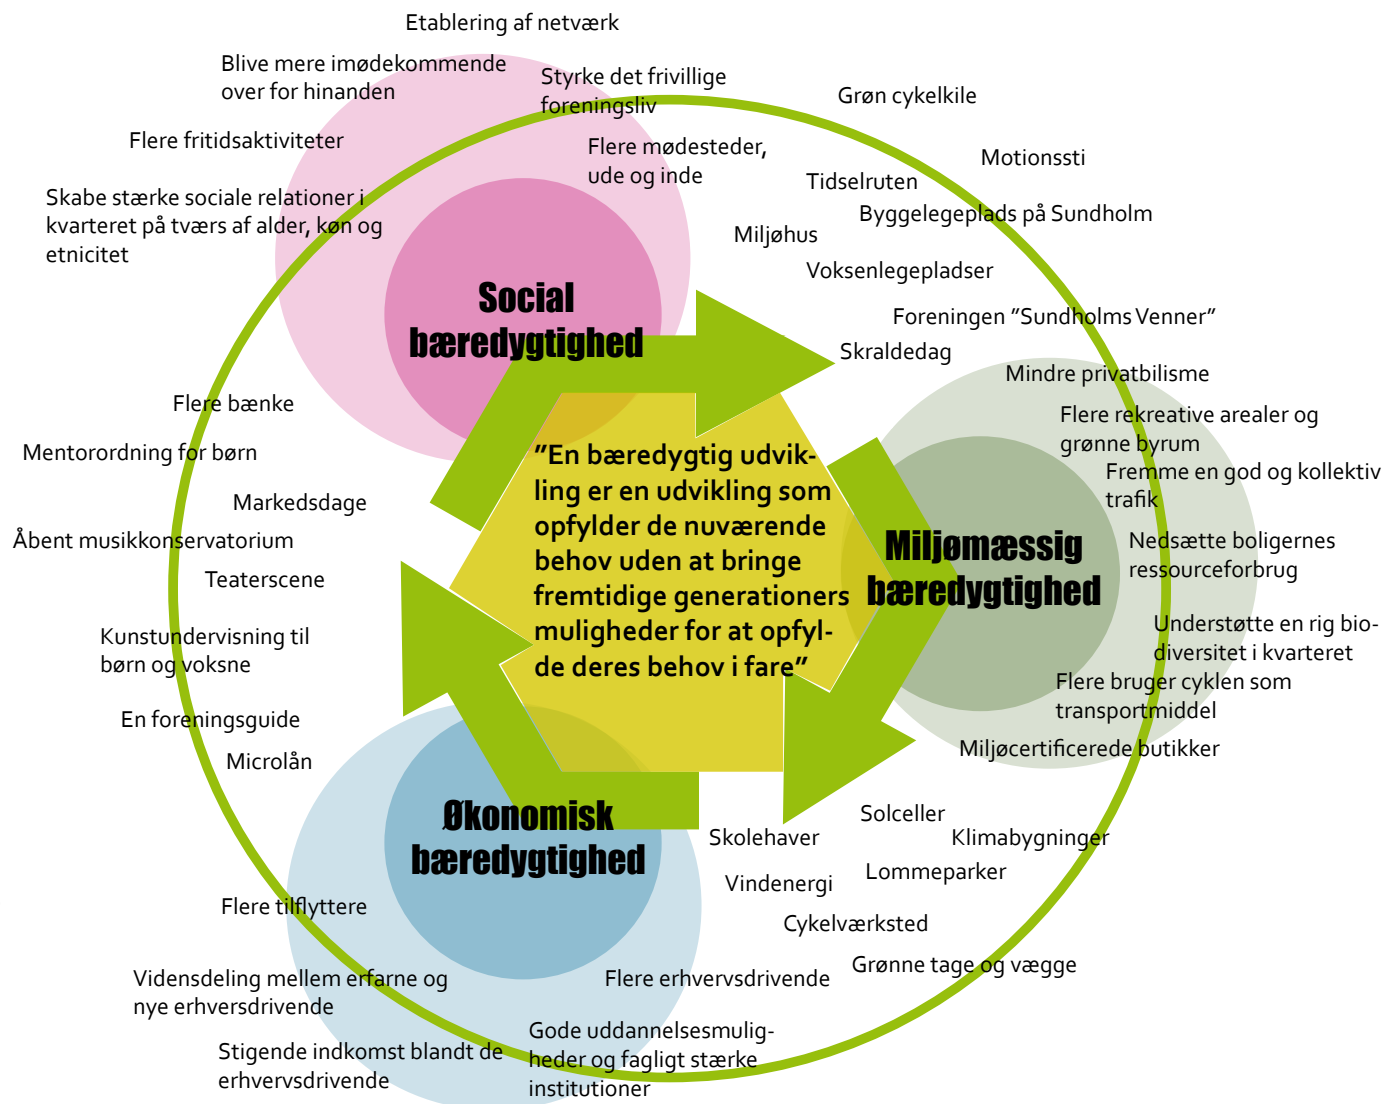 Etablering af netværk
Blive mere imødekommende
over for hinanden
Styrke det frivillige
foreningsliv
Grøn cykelkile
Flere fritidsaktiviteter
Flere mødesteder,
ude og inde
Motionssti
Tidselruten
Skabe stærke sociale relationer i
kvarteret på tværs af alder, køn og
etnicitet
Byggelegeplads på Sundholm
Miljøhus
Voksenlegepladser
Social
bæredygtighed
Foreningen ”Sundholms Venner”
Skraldedag
Mindre privatbilisme
Flere bænke
Flere rekreative arealer og
grønne byrum
Mentorordning for børn
”En bæredygtig udvik-
ling er en udvikling som
opfylder de nuværende
behov uden at bringe
fremtidige generationers
muligheder for at opfyl-
de deres behov i fare”
Fremme en god og kollektiv
trafik
Markedsdage
Åbent musikkonservatorium
Miljømæssig
bæredygtighed
Nedsætte boligernes
ressourceforbrug
Teaterscene
Kunstundervisning til
børn og voksne
Understøtte en rig bio-
diversitet i kvarteret
Flere bruger cyklen som
transportmiddel
En foreningsguide
Miljøcertificerede butikker
Microlån
Økonomisk
bæredygtighed
Solceller
Skolehaver
Klimabygninger
Lommeparker
Vindenergi
Flere tilflyttere
Cykelværksted
Grønne tage og vægge
Vidensdeling mellem erfarne og
nye erhversdrivende
Flere erhvervsdrivende
Gode uddannelsesmulig-
heder og fagligt stærke
institutioner
Stigende indkomst blandt de
erhvervsdrivende